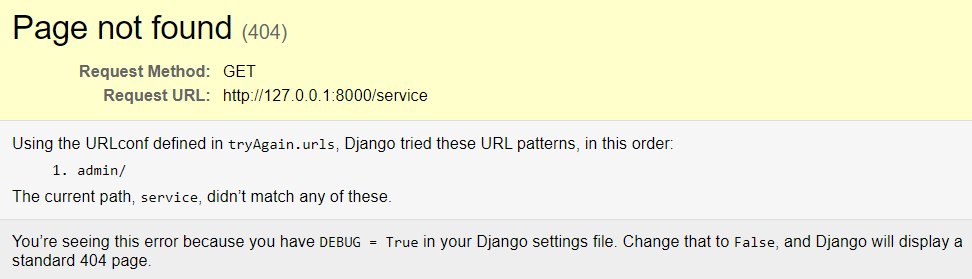 Page not found (404)
Request Method: GET
Request URL: http://127.0.0.1:8000/service
Using the URLconf defined in tryAgain.urls, Django tried these URL patterns, in this order:
1. admin/
The current path, service, didn’t match any of these.
You’re seeing this error because you have DEBUG = True in your Django settings file. Change that to False, and Django will display a
standard 404 page.